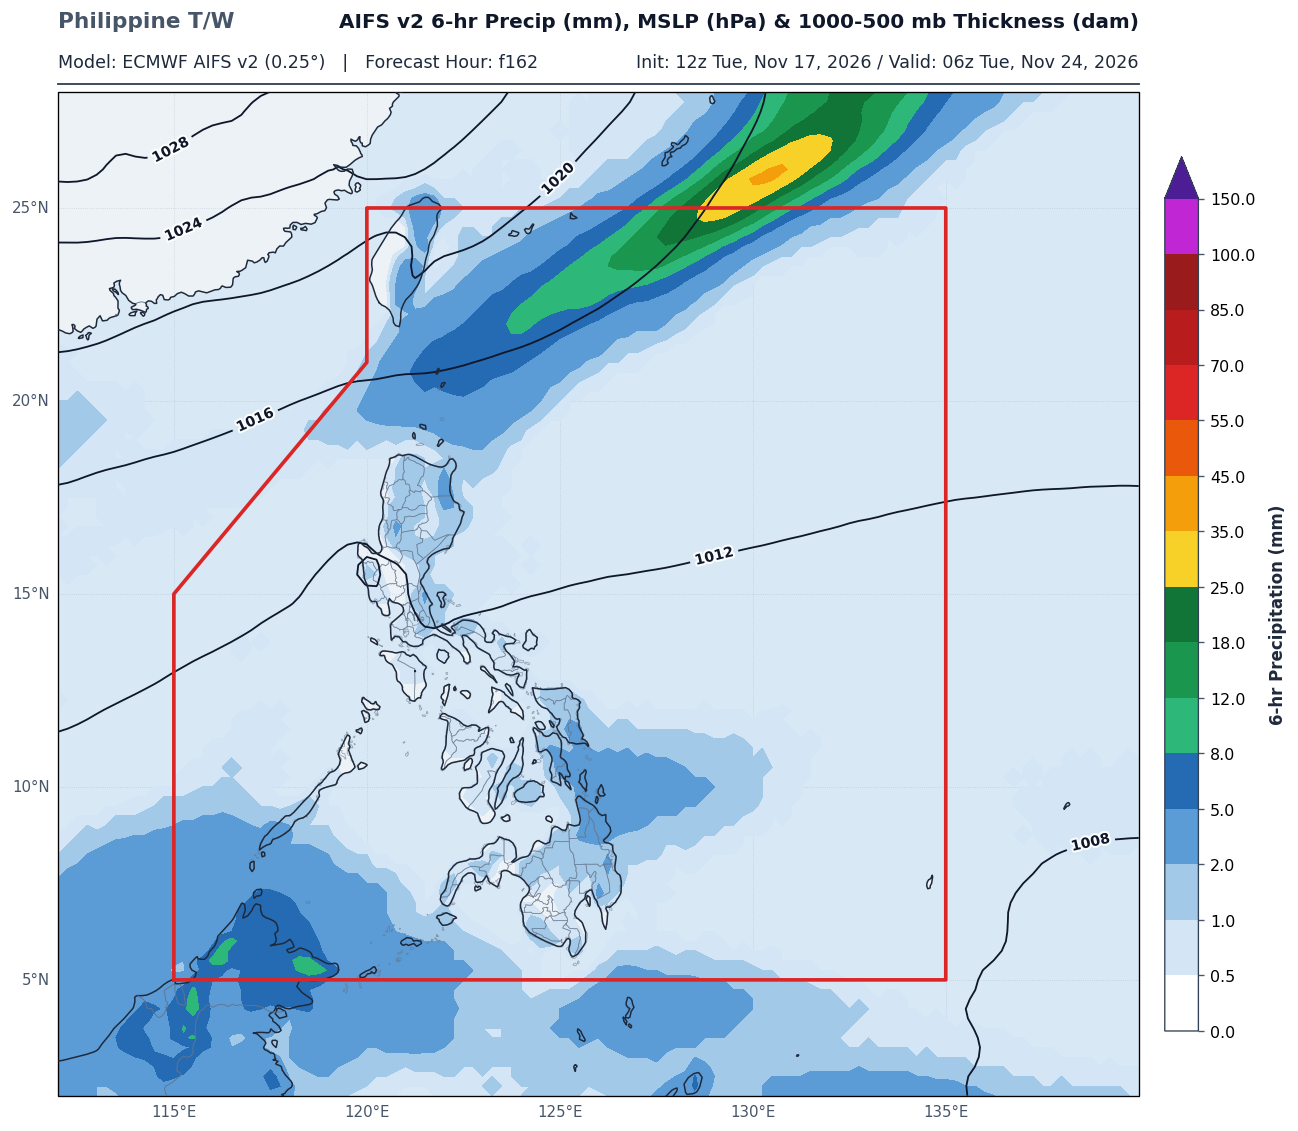 Philippine T/W
AIFS v2 6-hr Precip (mm), MSLP (hPa) & 1000-500 mb Thickness (dam)
Model: ECMWF AIFS v2 (0.25°)   |   Forecast Hour: f162
Init: 12z Tue, Nov 17, 2026 / Valid: 06z Tue, Nov 24, 2026
1028
1024
1020
1016
1012
1008
25°N
20°N
15°N
10°N
5°N
115°E
120°E
125°E
130°E
135°E
150.0
100.0
85.0
70.0
55.0
45.0
35.0
25.0
18.0
12.0
8.0
5.0
2.0
1.0
0.5
0.0
6-hr Precipitation (mm)